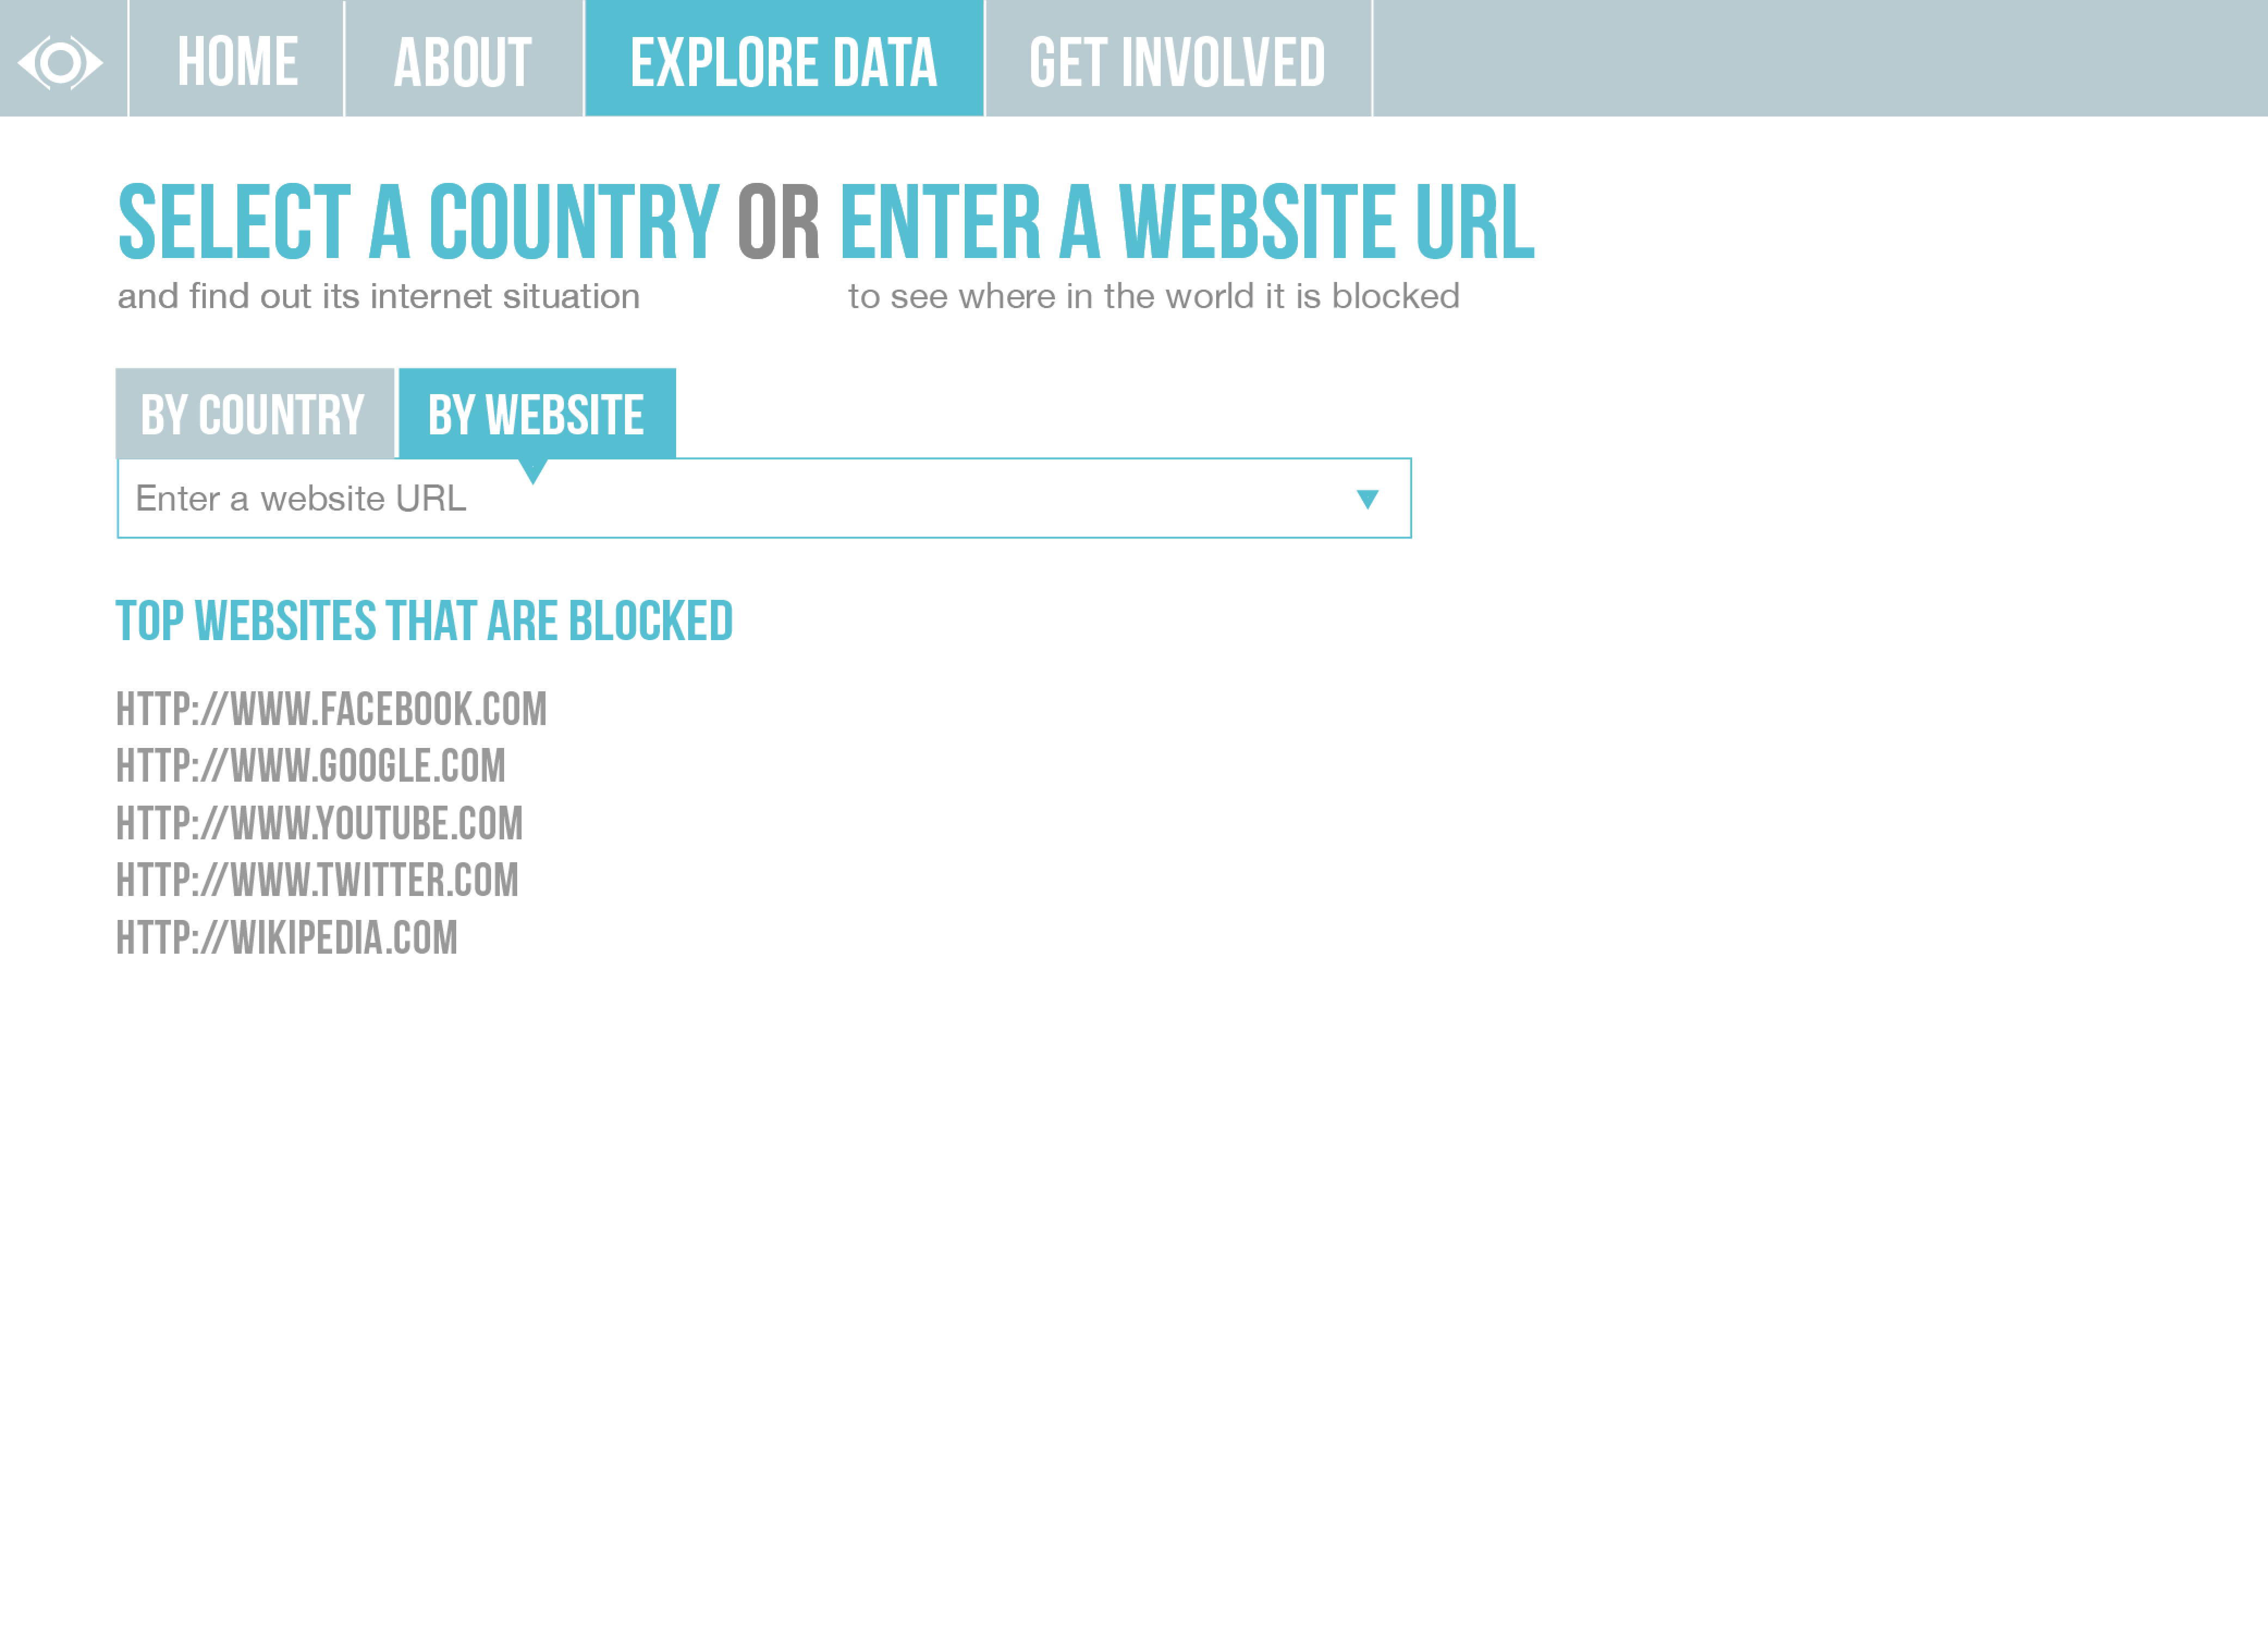 HOME ABOUT EXPLORE DATA GET INVOLVED
SELECT A COUNTRY OR ENTER A WEBSITE URL
and find out its internet situation to see where in the world it is blocked
BY COUNTRY BY WEBSITE
Enter a website URL
TOP WEBSITES THAT ARE BLOCKED
HTTP://WWW.FACEBOOK.COM
HTTP://WWW.GOOGLE.COM
HTTP://WWW.YOUTUBE.COM
HTTP://WWW.TWITTER.COM
HTTP://WIKIPEDIA.COM